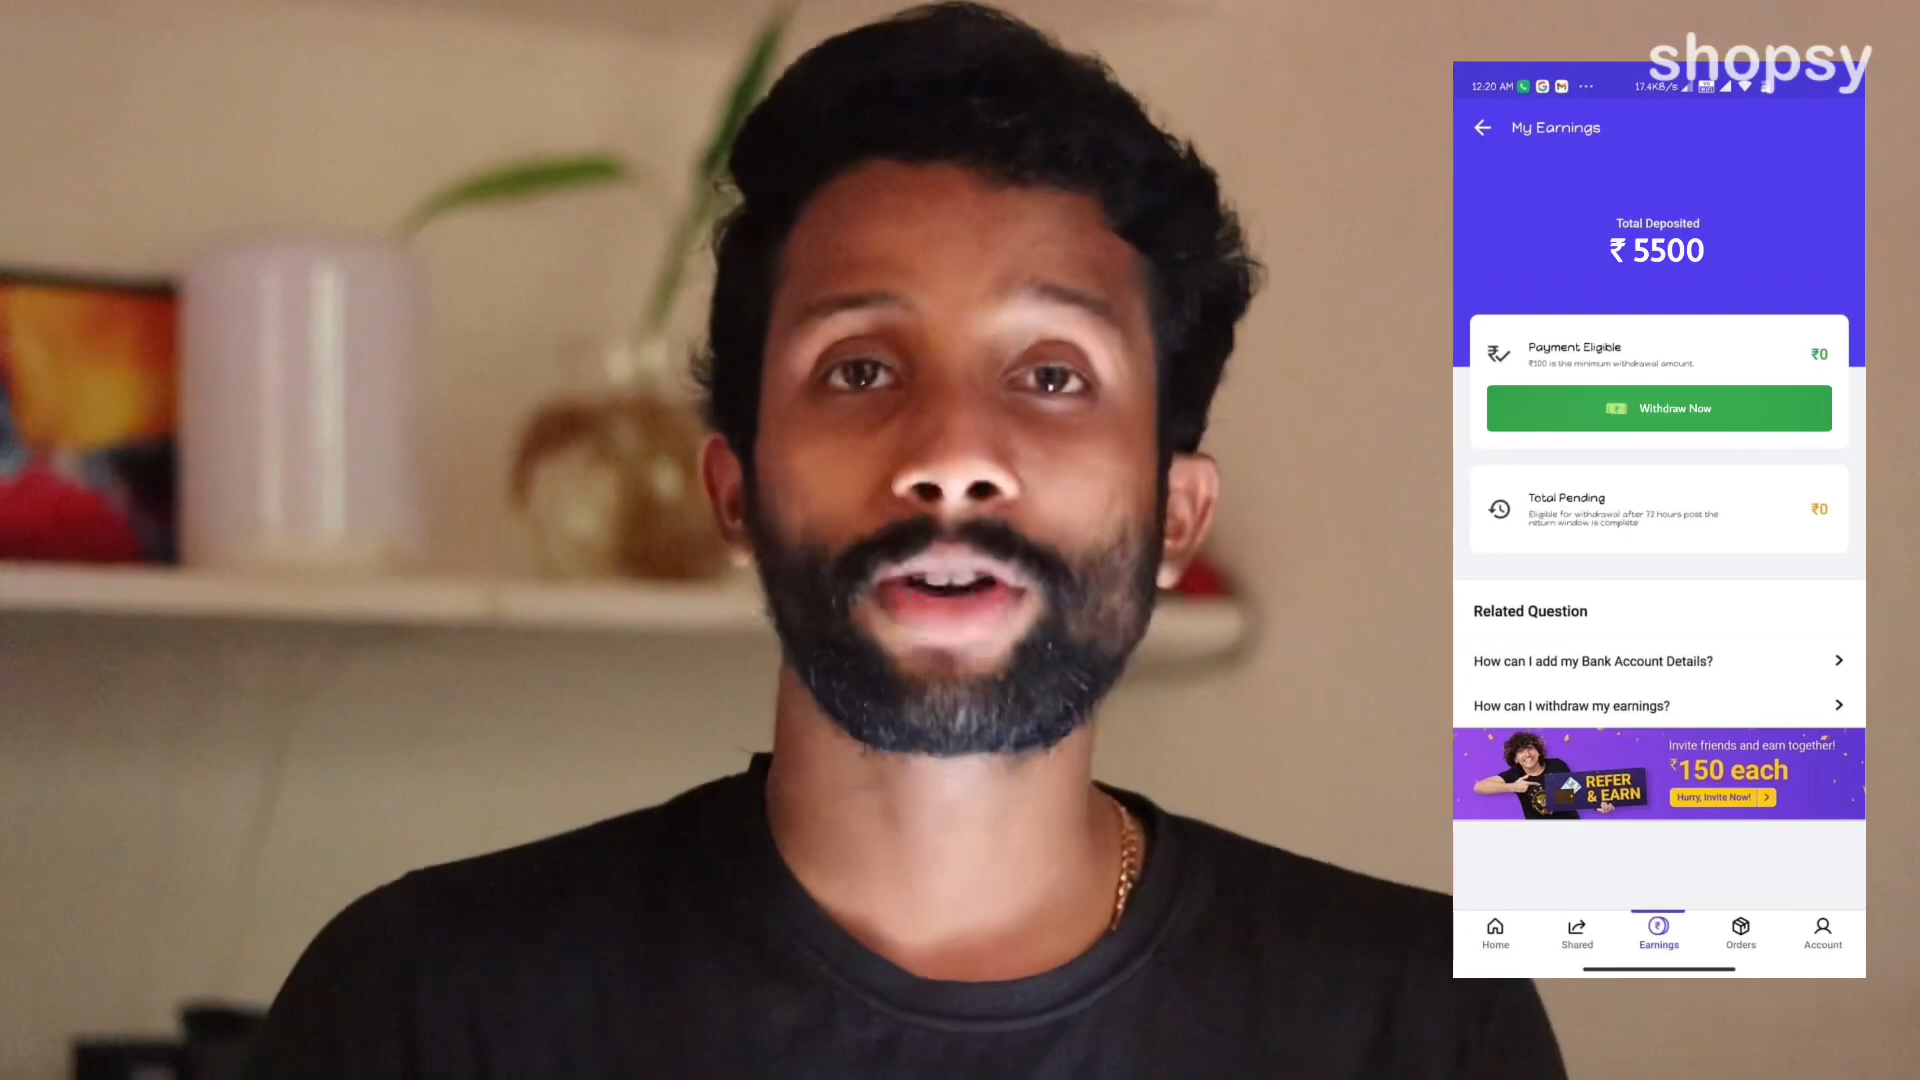 shopsy
12:20 AM
17.4KB/s
My Earnings
Total Deposited
₹ 5500
Payment Eligible
₹0
₹100 is the minimum withdrawal amount.
Withdraw Now
Total Pending
₹0
Eligible for withdrawal after 72 hours post the
return window is complete
Related Question
How can I add my Bank Account Details?
How can I withdraw my earnings?
Invite friends and earn together!
₹150 each
REFER
& EARN
Hurry, Invite Now!
Home
Shared
Earnings
Orders
Account